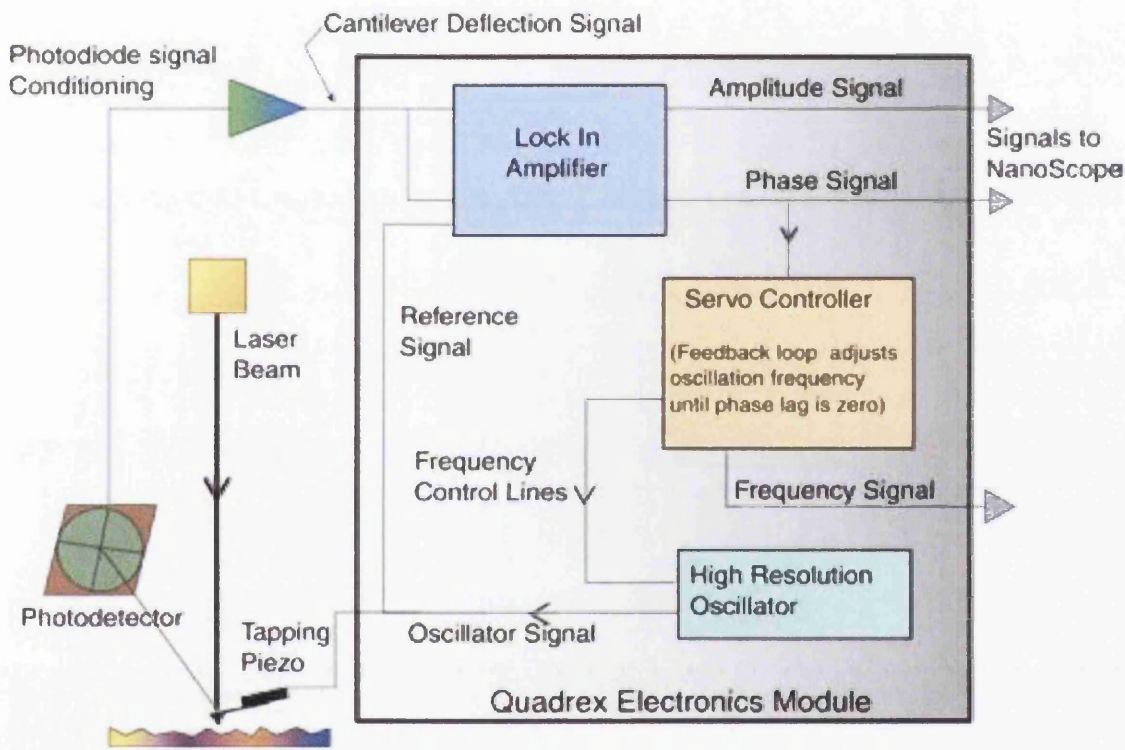 Cantilever Deflection Signal
Photodiode signal
Conditioning
Amplitude Signal
Lock In
Amplifier
Signals to
NanoScope
Phase Signal
Servo Controller
(Feedback loop adjusts
oscillation frequency
until phase lag is zero)
Reference
Signal
Laser
Beam
Frequency
Control Lines
Frequency Signal
High Resolution
Oscillator
Photodetector
Tapping
Piezo
Oscillator Signal
Quadrex Electronics Module